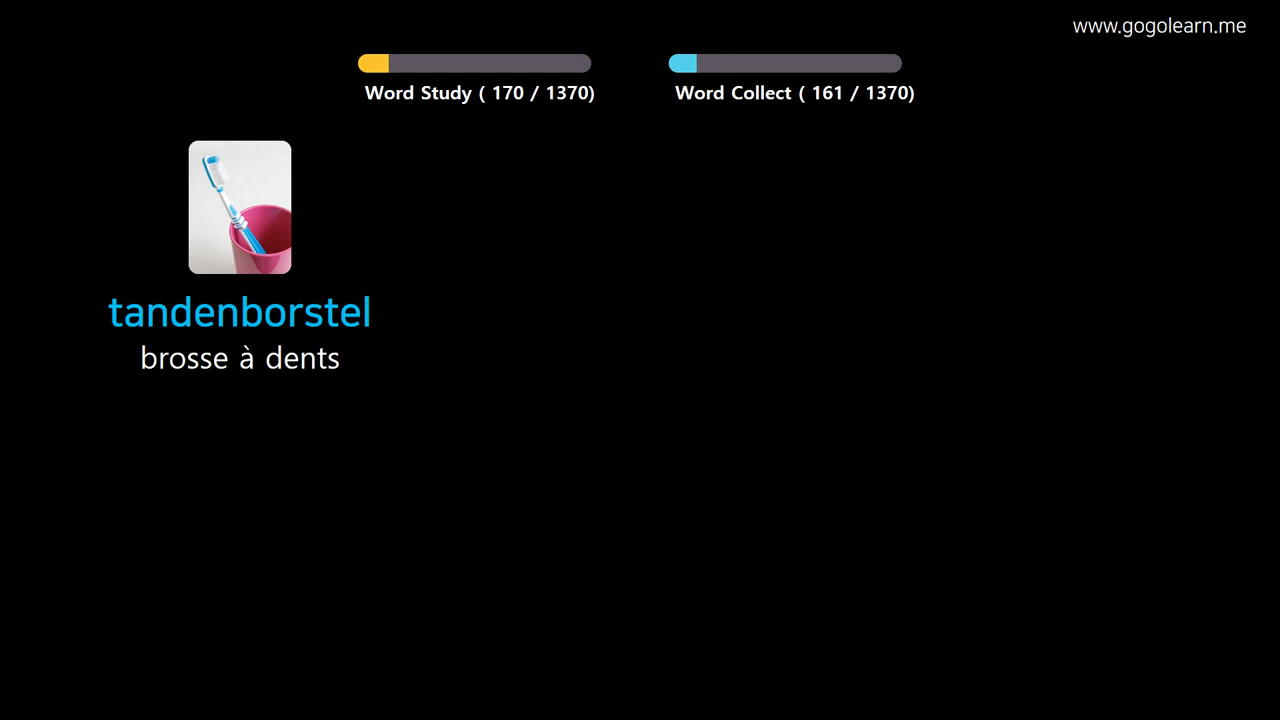 www.gogolearn.me
Word Study ( 170 / 1370)
Word Collect ( 161 / 1370)
tandenborstel
brosse à dents